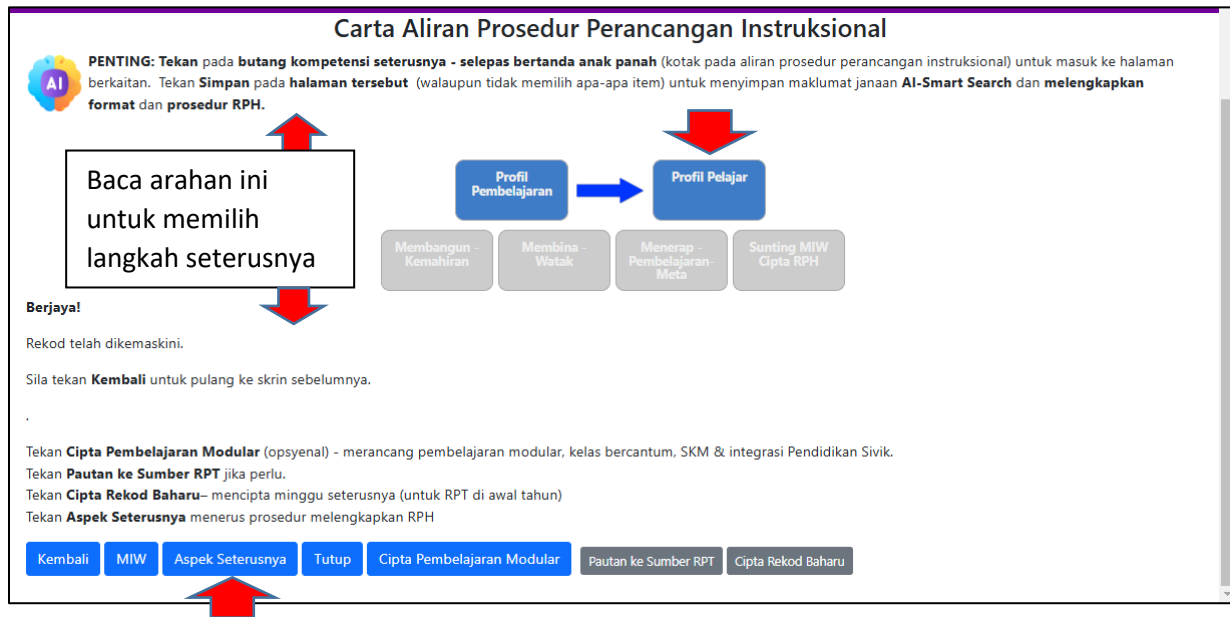 Carta Aliran Prosedur Perancangan Instruksional
AI
PENTING: Tekan pada butang kompetensi seterusnya - selepas bertanda anak panah (kotak pada aliran prosedur perancangan instruksional) untuk masuk ke halaman
berkaitan. Tekan Simpan pada halaman tersebut (walaupun tidak memilih apa-apa item) untuk menyimpan maklumat janaan AI-Smart Search dan melengkapkan
format dan prosedur RPH.
Baca arahan ini
untuk memilih
langkah seterusnya
Profil
Pembelajaran
Profil Pelajar
Membangun -
Kemahiran
Membina -
Watak
Menerap -
Pembelajaran-
Meta
Sunting MIW
Cipta RPH
Berjaya!
Rekod telah dikemaskini.
Sila tekan Kembali untuk pulang ke skrin sebelumnya.
.
Tekan Cipta Pembelajaran Modular (opsyenal) - merancang pembelajaran modular, kelas bercantum, SKM & integrasi Pendidikan Sivik.
Tekan Pautan ke Sumber RPT jika perlu.
Tekan Cipta Rekod Baharu– mencipta minggu seterusnya (untuk RPT di awal tahun)
Tekan Aspek Seterusnya menerus prosedur melengkapkan RPH
Kembali MIW Aspek Seterusnya Tutup Cipta Pembelajaran Modular Pautan ke Sumber RPT Cipta Rekod Baharu